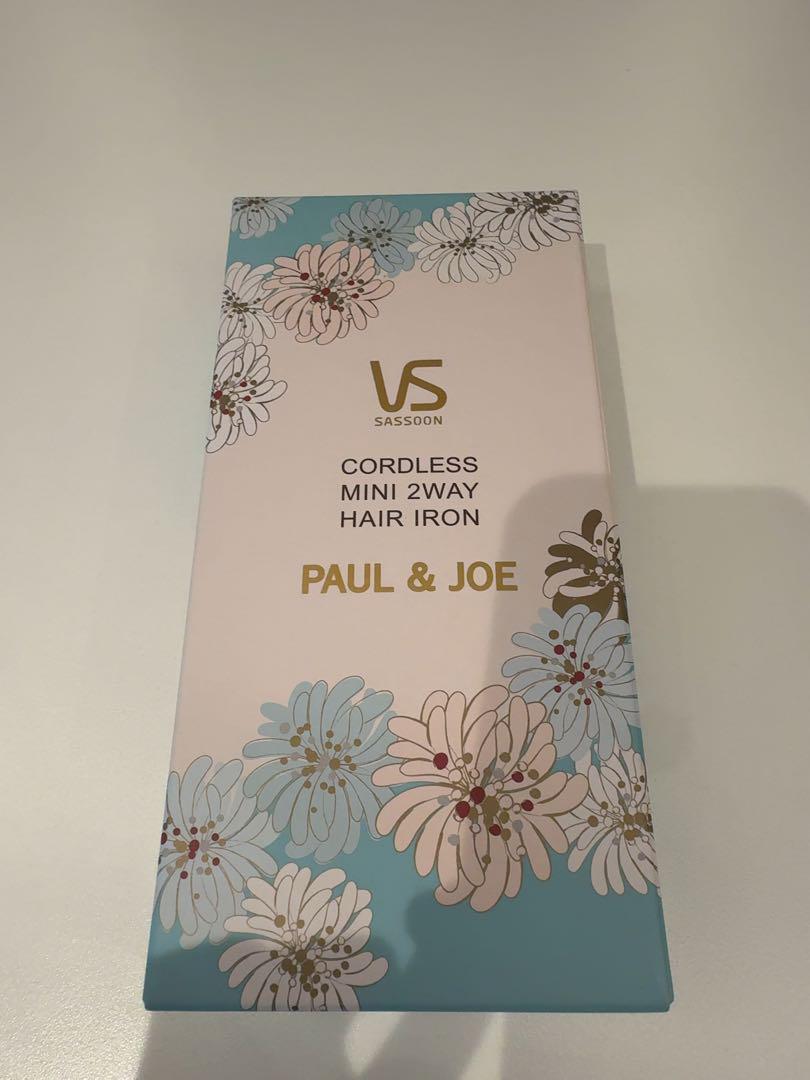 VS
SASSOON
CORDLESS
MINI 2WAY
HAIR IRON
PAUL & JOE